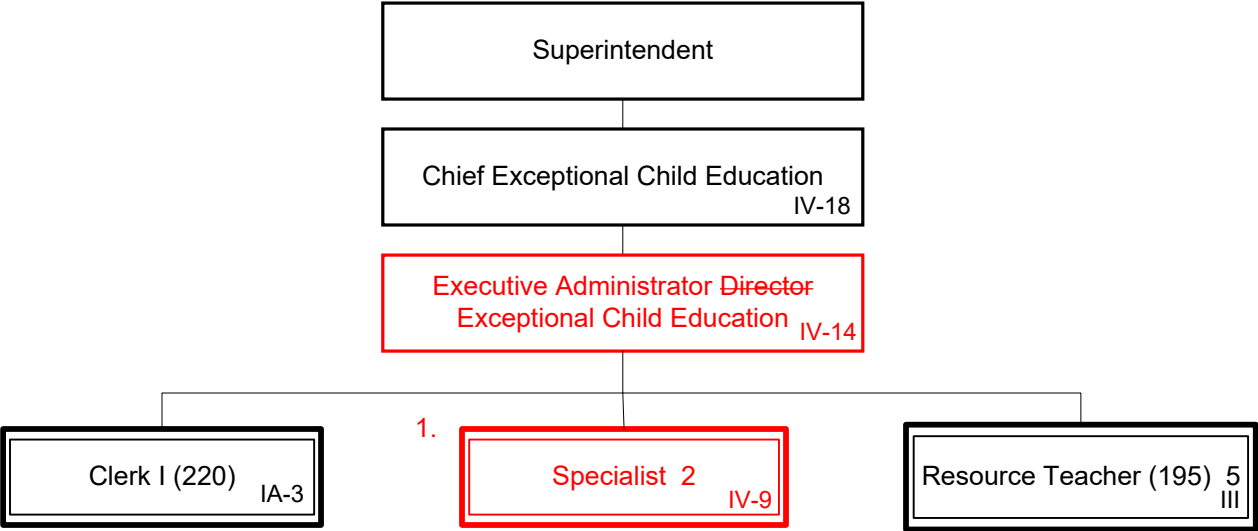 Superintendent
Chief Exceptional Child Education
IV-18
Executive Administrator Director
Exceptional Child Education
IV-14
Clerk I (220)
IA-3
1.
Specialist 2
IV-9
Resource Teacher (195) 5
III